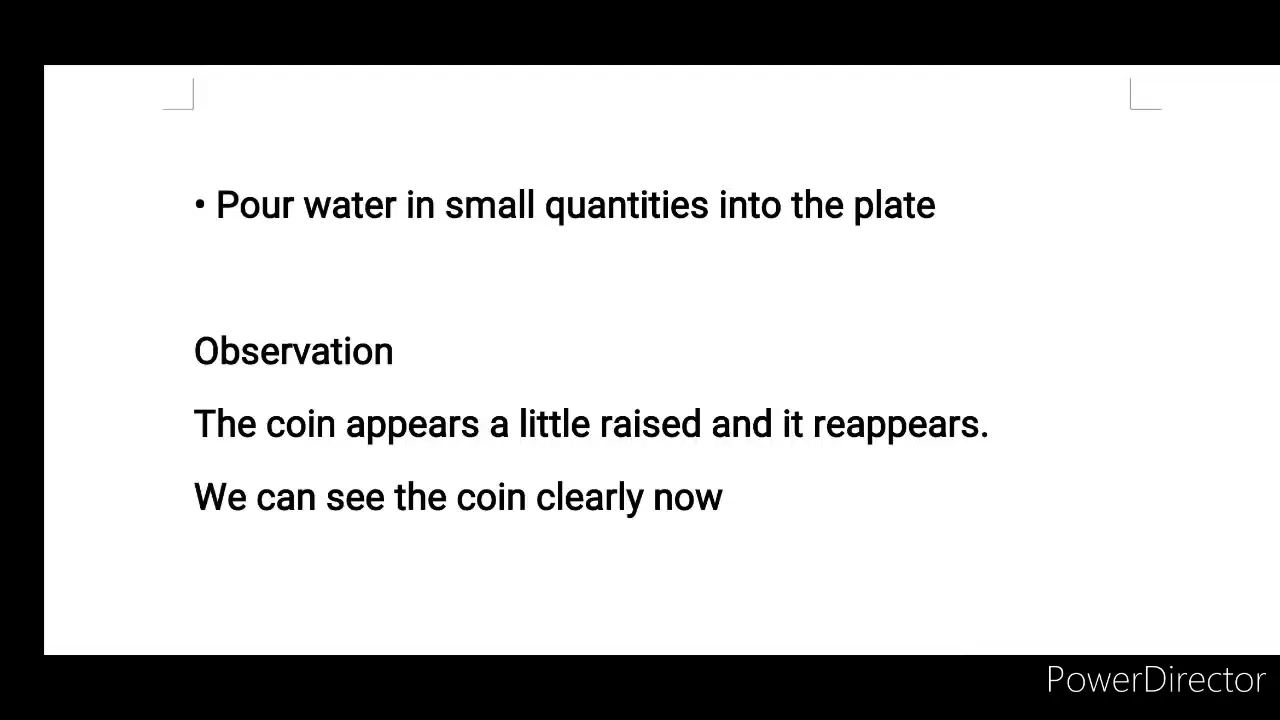 • Pour water in small quantities into the plate
Observation
The coin appears a little raised and it reappears.
We can see the coin clearly now
PowerDirector